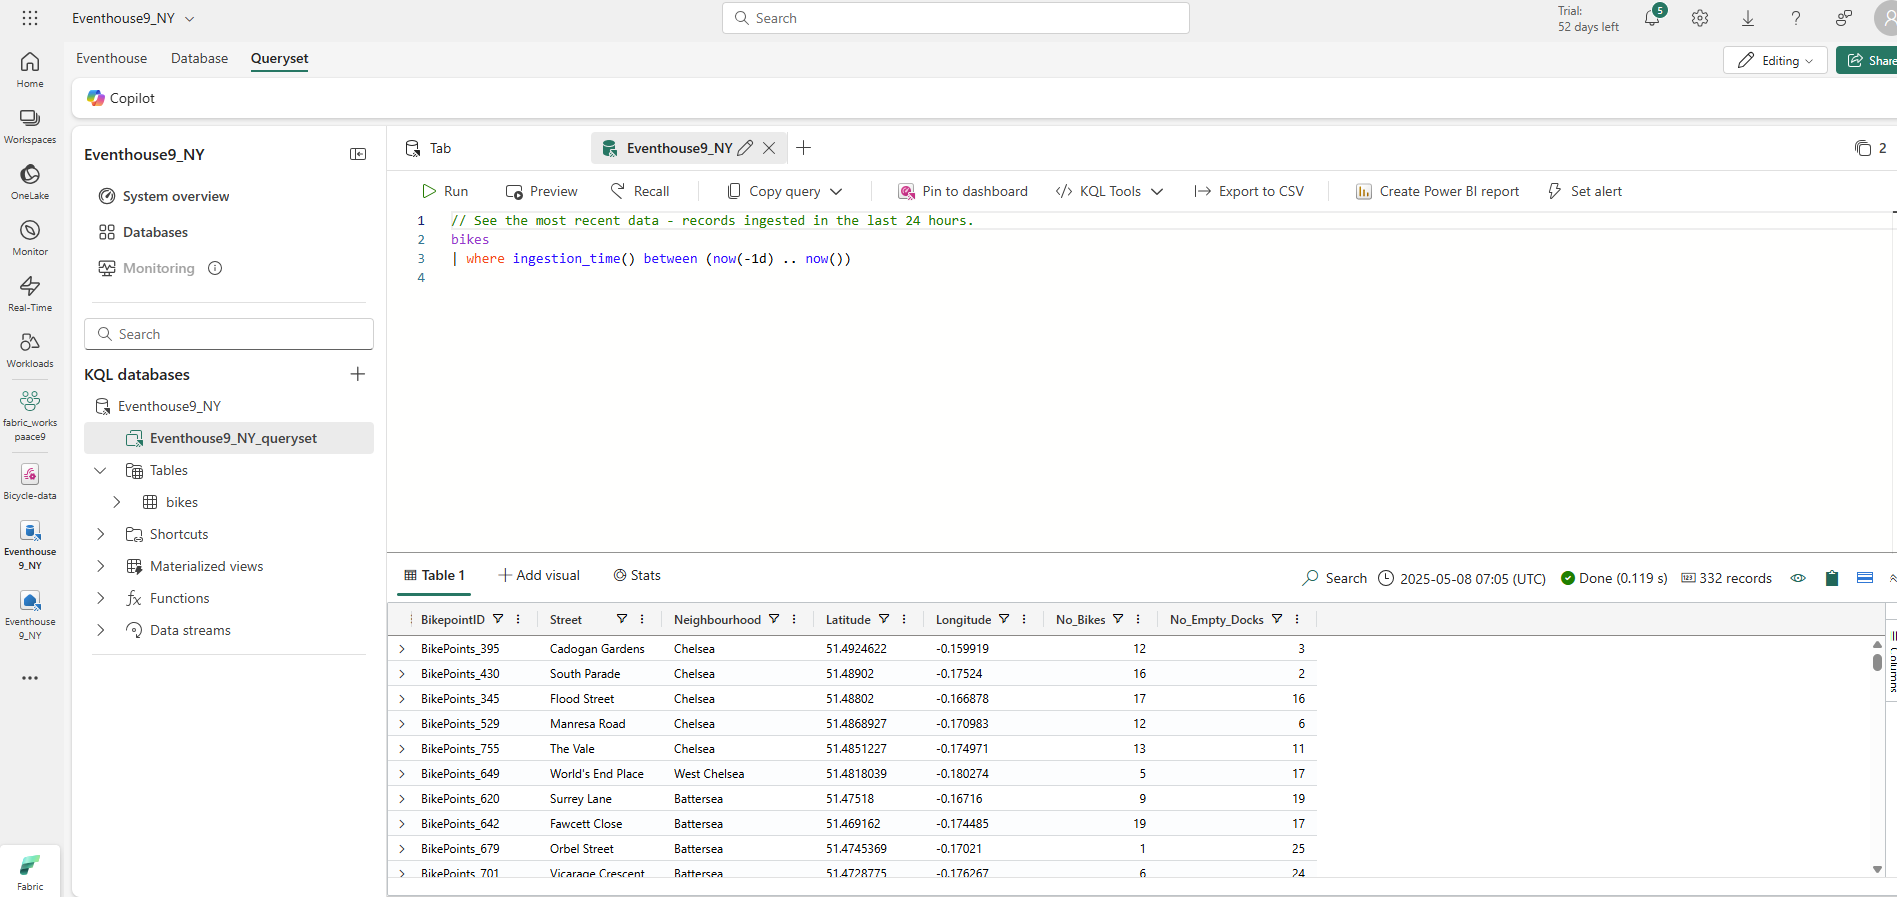 Eventhouse9_NY
Search
Trial:
52 days left
5
Home
Workspaces
OneLake
Monitor
Real-Time
Workloads
fabric_works
paace9
Bicycle-data
Eventhouse
9_NY
Eventhouse
9_NY
Fabric
Eventhouse Database Queryset
Editing
Share
Copilot
Eventhouse9_NY
System overview
Databases
Monitoring
Search
KQL databases
Eventhouse9_NY
Eventhouse9_NY_queryset
Tables
bikes
Shortcuts
Materialized views
Functions
Data streams
Tab Eventhouse9_NY 2
Run Preview Recall Copy query KQL Tools Pin to dashboard Export to CSV Create Power BI report Set alert
1 // See the most recent data - records ingested in the last 24 hours.
2 bikes
3 | where ingestion_time() between (now(-1d) .. now())
4
Table 1 Add visual Stats Search 2025-05-08 07:05 (UTC) Done (0.119 s) 332 records
BikepointID Street Neighbourhood Latitude Longitude No_Bikes No_Empty_Docks
BikePoints_395 Cadogan Gardens Chelsea 51.4924622 -0.159919 12 3
BikePoints_430 South Parade Chelsea 51.48902 -0.17524 16 2
BikePoints_345 Flood Street Chelsea 51.48802 -0.166878 17 16
BikePoints_529 Manresa Road Chelsea 51.4868927 -0.170983 12 6
BikePoints_755 The Vale Chelsea 51.4851227 -0.174971 13 11
BikePoints_649 World's End Place West Chelsea 51.4818039 -0.180274 5 17
BikePoints_620 Surrey Lane Battersea 51.47518 -0.16716 9 19
BikePoints_642 Fawcett Close Battersea 51.469162 -0.174485 19 17
BikePoints_679 Orbel Street Battersea 51.4745369 -0.17021 1 25
BikePoints_701 Vicarage Crescent Battersea 51.4728775 -0.176267 6 24
Columns